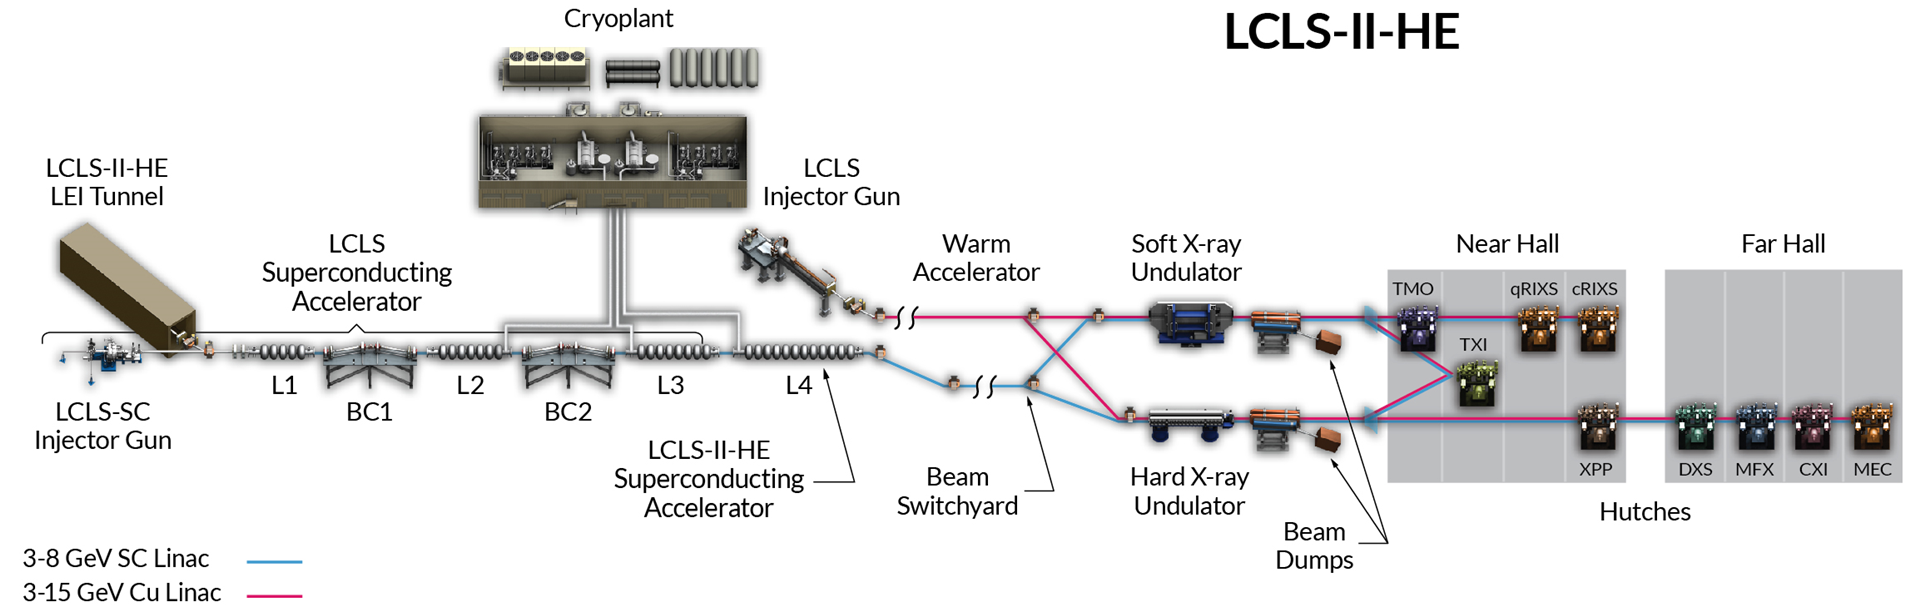 LCLS-II-HE
Cryoplant
LCLS-II-HE
LEI Tunnel
LCLS
Injector Gun
LCLS
Superconducting
Accelerator
Warm
Accelerator
Soft X-ray
Undulator
Near Hall
Far Hall
TMO
qRIXS
cRIXS
TXI
L1
L2
L3
L4
BC1
BC2
LCLS-SC
Injector Gun
LCLS-II-HE
Superconducting
Accelerator
Beam
Switchyard
Hard X-ray
Undulator
Beam
Dumps
XPP
DXS
MFX
CXI
MEC
Hutches
3-8 GeV SC Linac
3-15 GeV Cu Linac